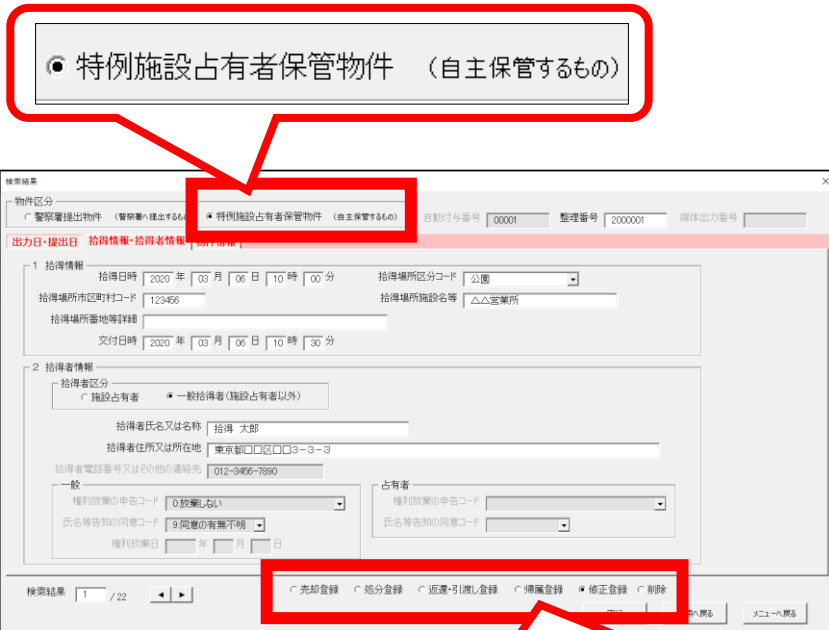 特例施設占有者保管物件 (自主保管するもの)
検索結果 ×
物件区分
警察署提出物件 (警察署へ提出するもの 特例施設占有者保管物件 (自主保管するもの) 自動付与番号 00001 整理番号 2000001 媒体出力番号
出力日・提出日 拾得情報・拾得者情報 物件情報
1 拾得情報
拾得日時 2020 年 03 月 06 日 10 時 00 分 拾得場所区分コード 公園
拾得場所市区町村コード 123456 拾得場所施設名等 △△営業所
拾得場所番地等詳細
交付日時 2020 年 03 月 06 日 10 時 30 分
2 拾得者情報
拾得者区分
施設占有者 一般拾得者(施設占有者以外)
拾得者氏名又は名称 拾得 太郎
拾得者住所又は所在地 東京都□□区□□3-3-3
拾得者電話番号又はその他の連絡先 012-3456-7890
一般 占有者
権利放棄の申告コード 0:放棄しない 権利放棄の申告コード
氏名等告知の同意コード 9:同意の有無不明 氏名等告知の同意コード
権利放棄日 年 月 日
検索結果 1 /22 売却登録 処分登録 返還・引渡し登録 帰属登録 修正登録 削除
へ戻る メニューへ戻る